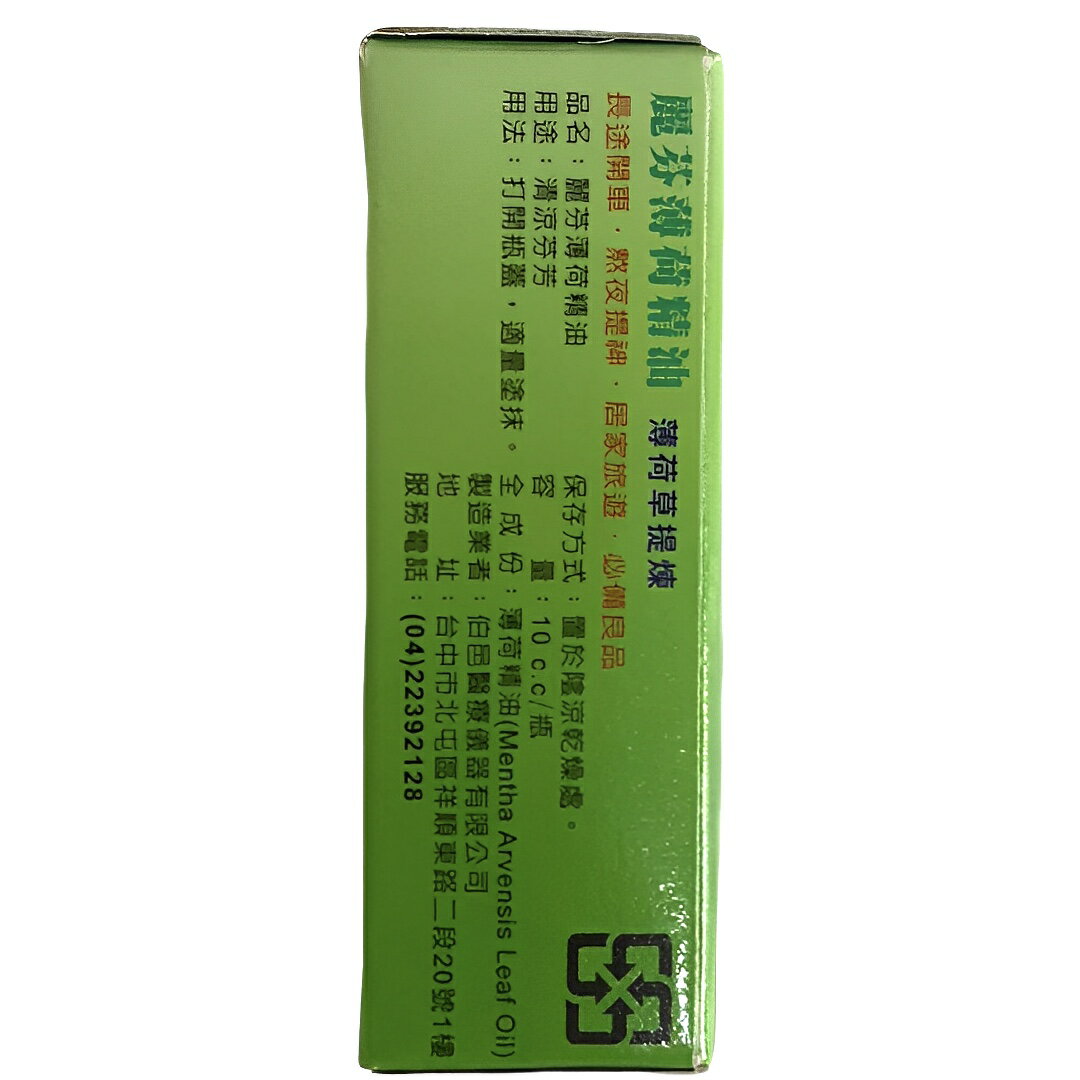 麗芬薄荷精油 薄荷草提煉
長途開車．熬夜提神．居家旅遊．必備良品
品名：麗芬薄荷精油
用途：清涼芬芳
用法：打開瓶蓋，適量塗抹。
保存方式：置於陰涼乾燥處。
容量：10c.c/瓶
全成份：薄荷精油(Mentha Arvensis Leaf Oil)
製造業者：伯邑醫療儀器有限公司
地址：台中市北屯區祥順東路二段20號1樓
服務電話：(04)22392128